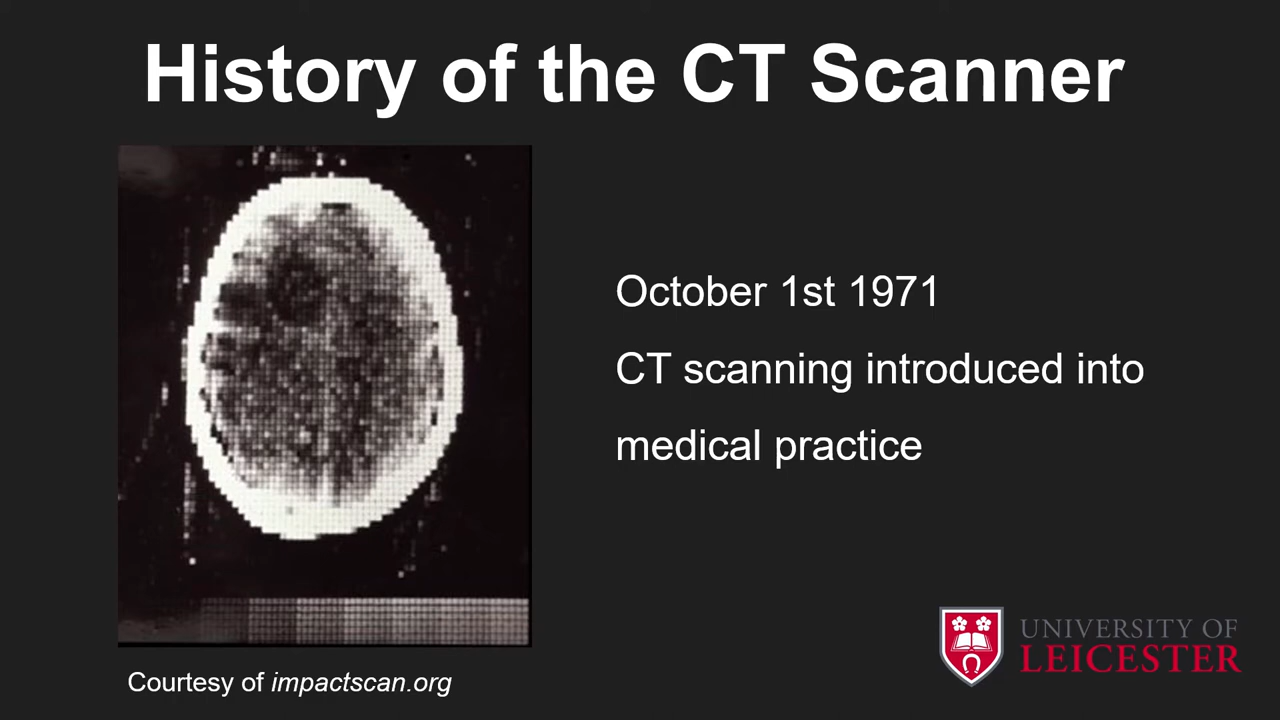 History of the CT Scanner
October 1st 1971
CT scanning introduced into
medical practice
Courtesy of impactscan.org
UNIVERSITY OF
LEICESTER